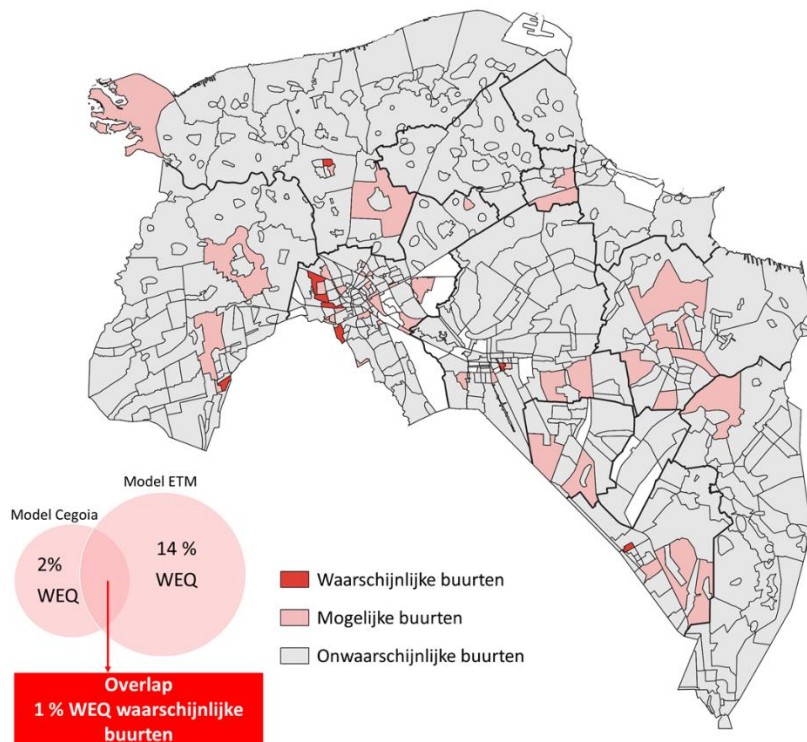 Model ETM
Model Cegoia
14 %
WEQ
2%
WEQ
Waarschijnlijke buurten
Mogelijke buurten
Onwaarschijnlijke buurten
Overlap
1 % WEQ waarschijnlijke
buurten